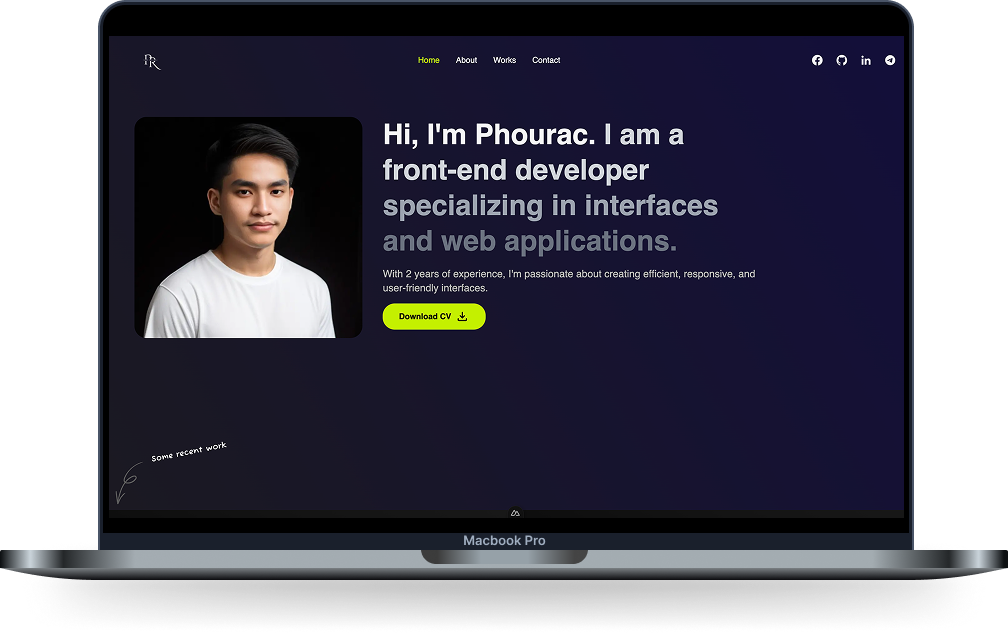 PR
Home About Works Contact
Hi, I'm Phourac. I am a
front-end developer
specializing in interfaces
and web applications.
With 2 years of experience, I'm passionate about creating efficient, responsive, and
user-friendly interfaces.
Download CV
Some recent work
Macbook Pro